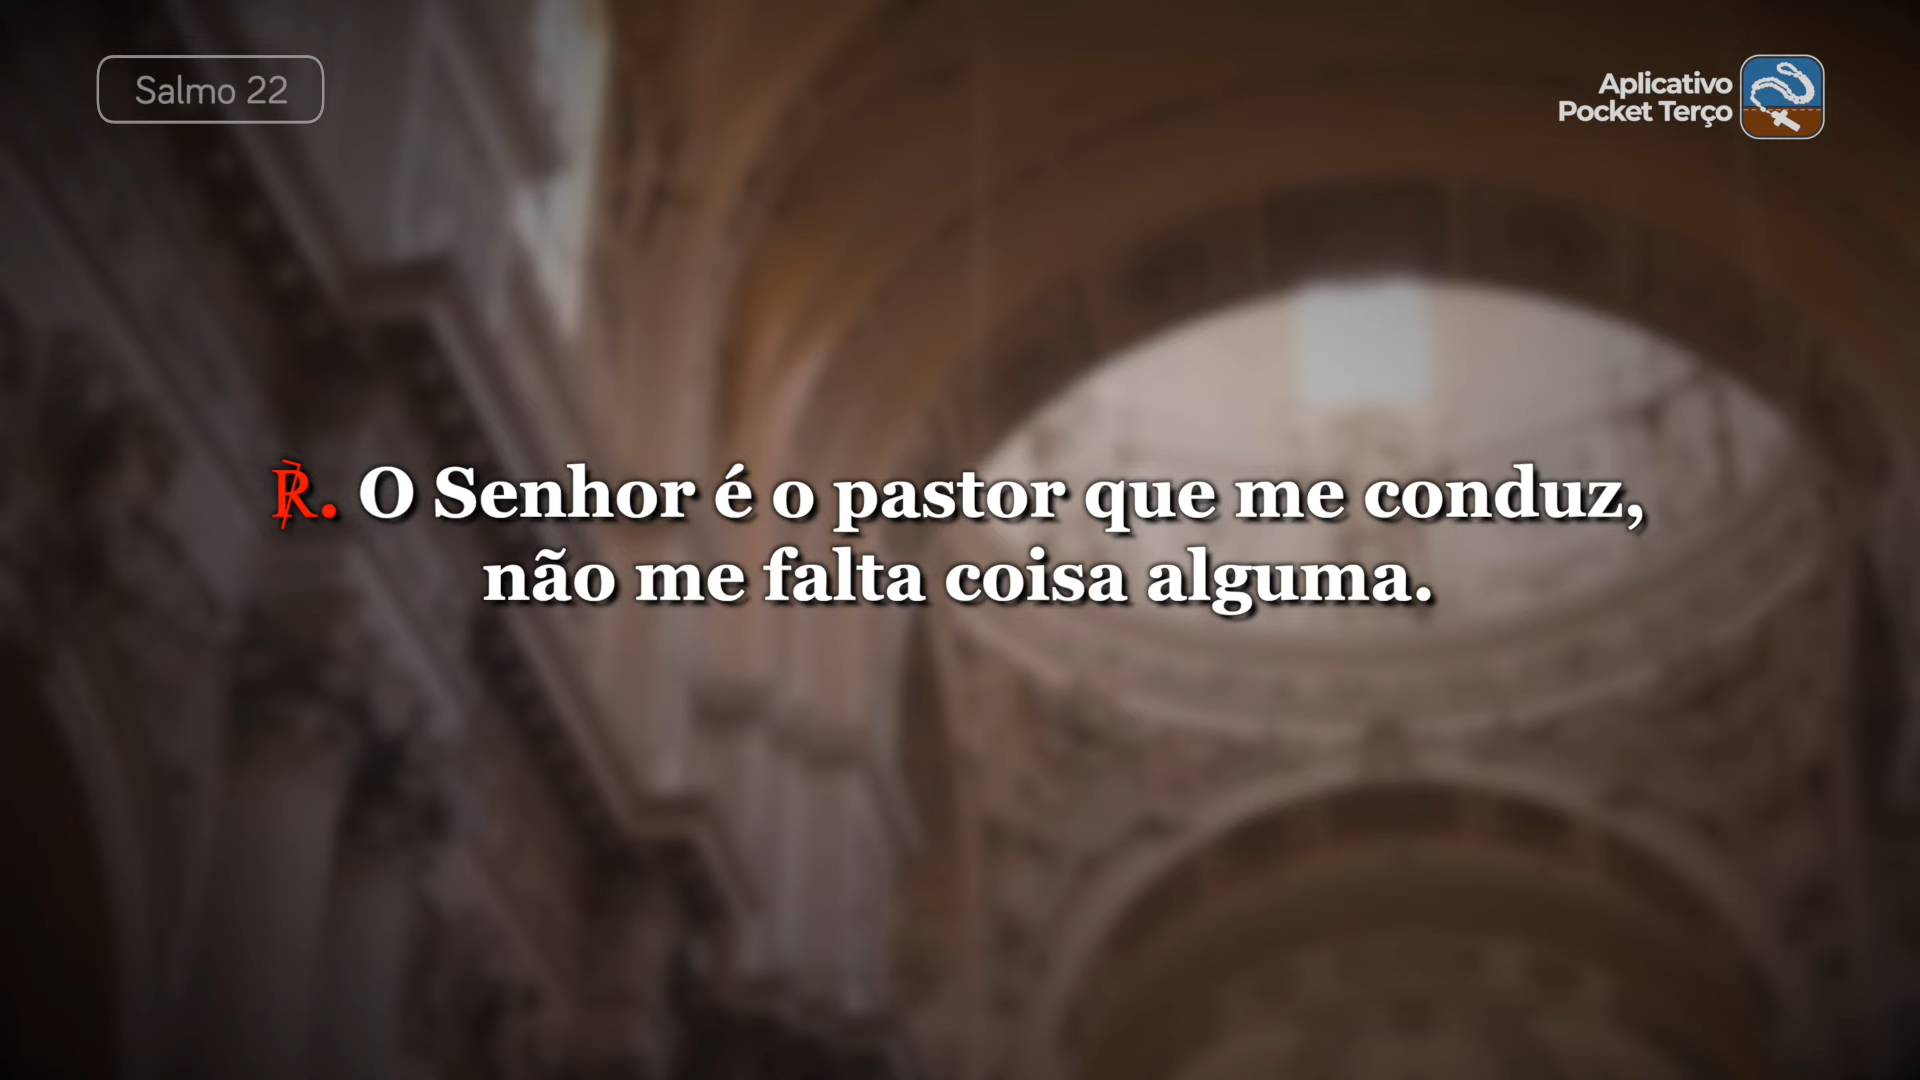 Salmo 22
Aplicativo
Pocket Terço
℟. O Senhor é o pastor que me conduz,
não me falta coisa alguma.